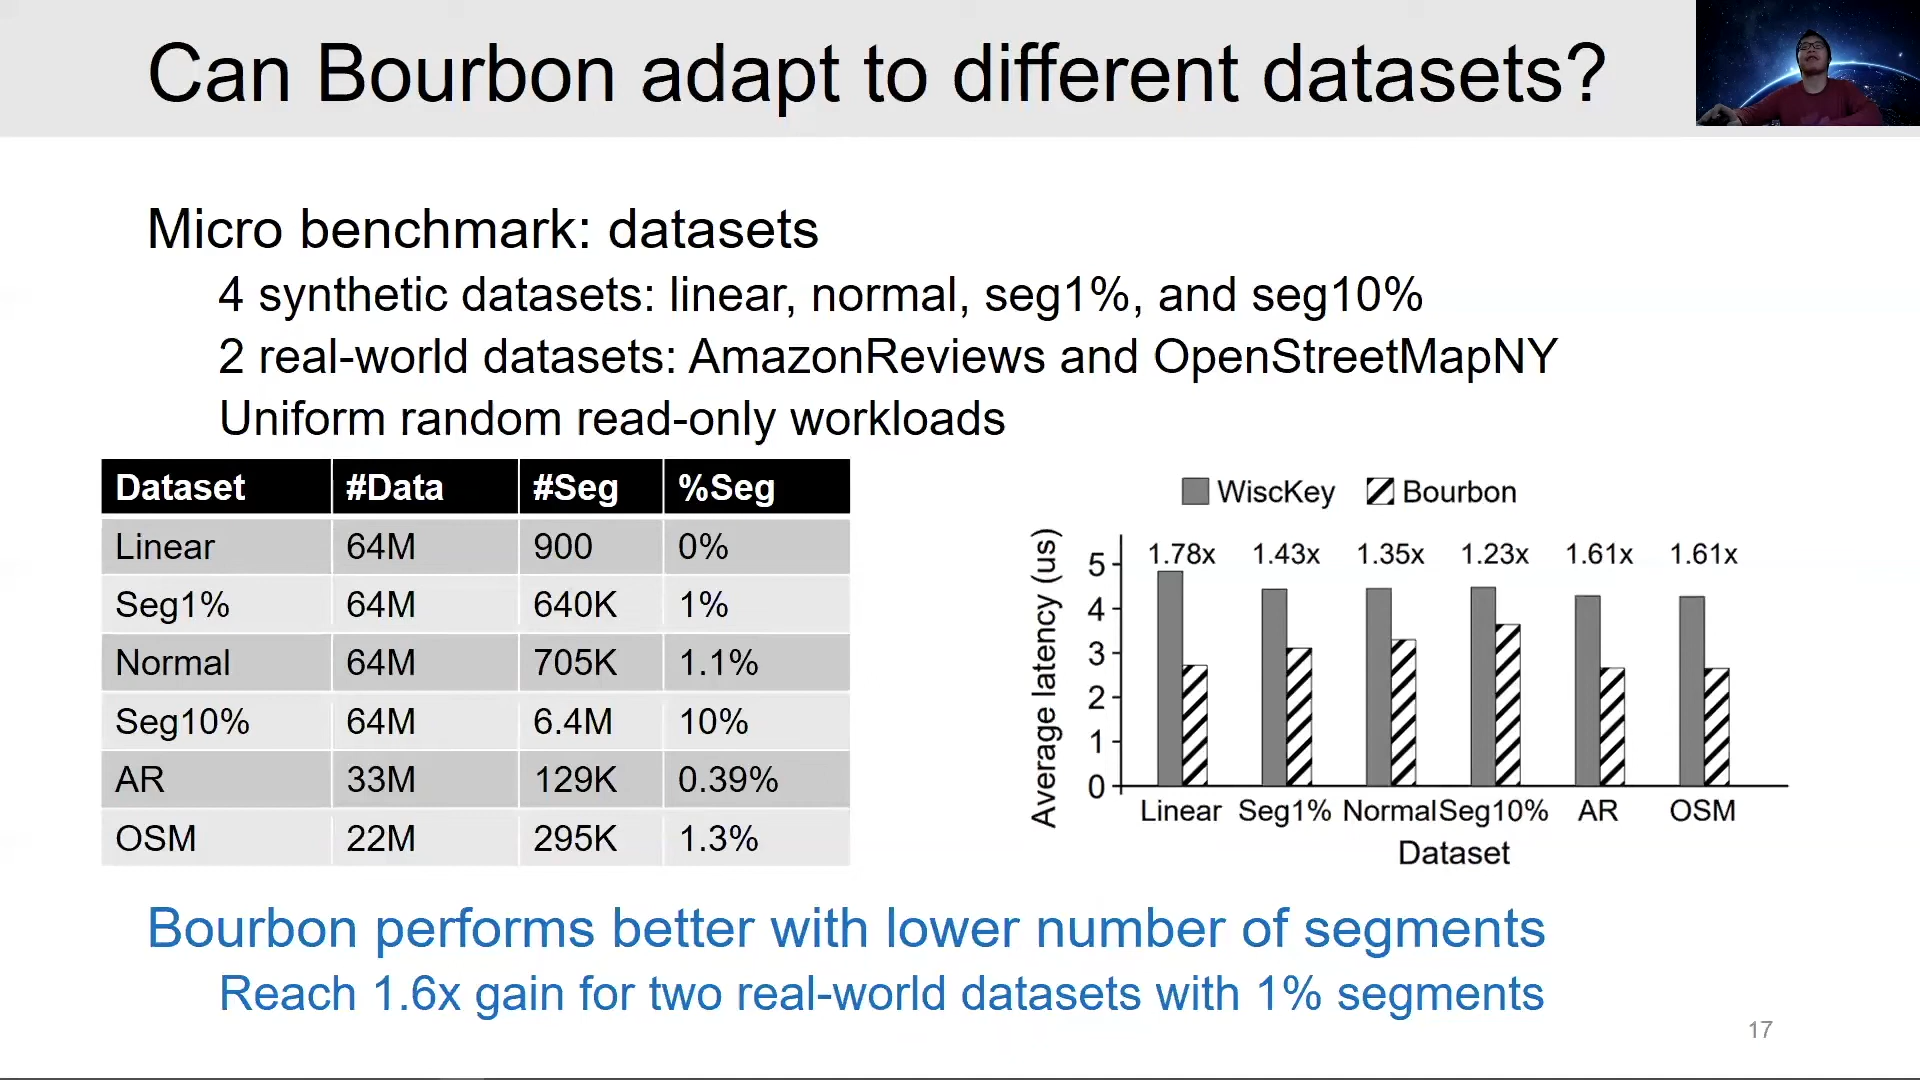 Can Bourbon adapt to different datasets?
Micro benchmark: datasets
4 synthetic datasets: linear, normal, seg1%, and seg10%
2 real-world datasets: AmazonReviews and OpenStreetMapNY
Uniform random read-only workloads
Dataset #Data #Seg %Seg
Linear 64M 900 0%
Seg1% 64M 640K 1%
Normal 64M 705K 1.1%
Seg10% 64M 6.4M 10%
AR 33M 129K 0.39%
OSM 22M 295K 1.3%
WiscKey Bourbon
Average latency (us)
5
4
3
2
1
0
1.78x 1.43x 1.35x 1.23x 1.61x 1.61x
Linear Seg1% Normal Seg10% AR OSM
Dataset
Bourbon performs better with lower number of segments
Reach 1.6x gain for two real-world datasets with 1% segments
17